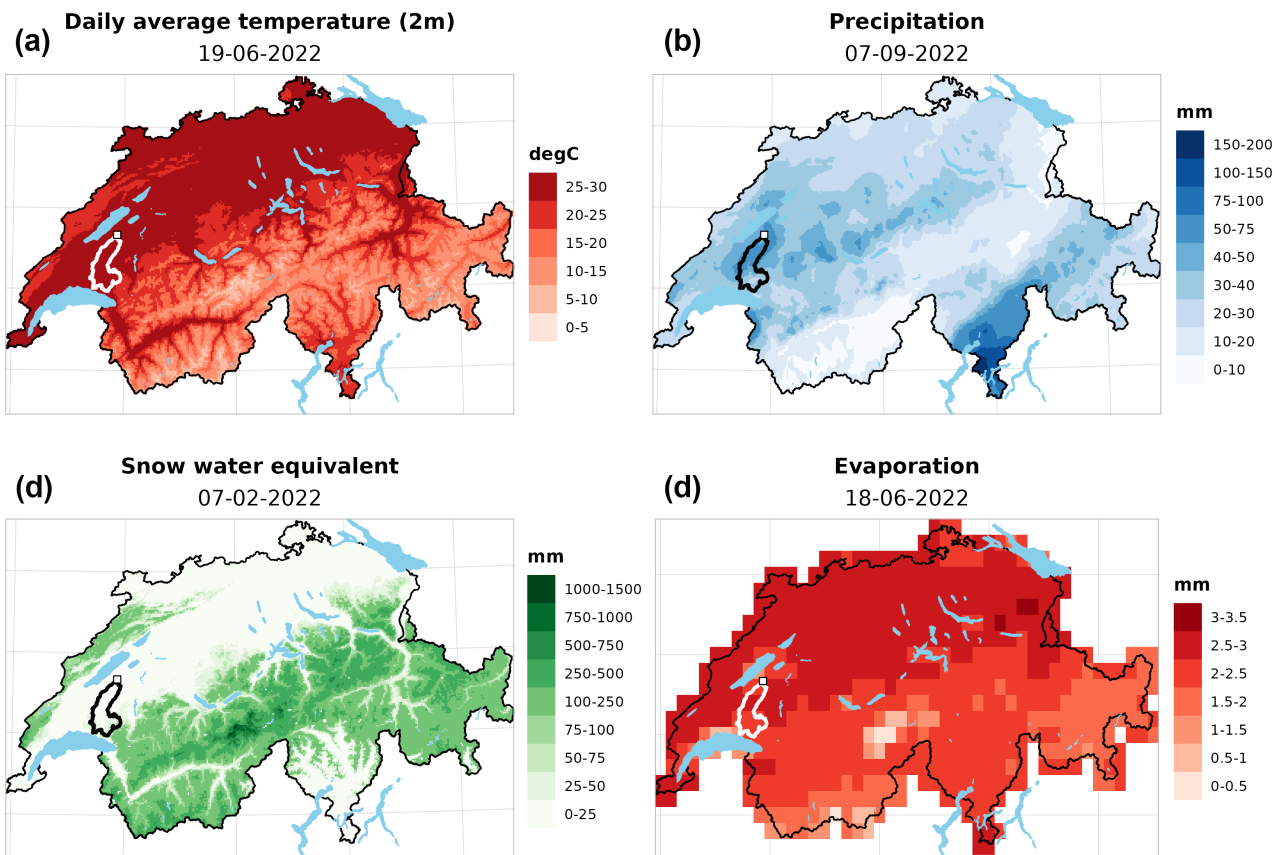 (a)
Daily average temperature (2m)
19-06-2022
degC
25-30
20-25
15-20
10-15
5-10
0-5
(b)
Precipitation
07-09-2022
mm
150-200
100-150
75-100
50-75
40-50
30-40
20-30
10-20
0-10
(d)
Snow water equivalent
07-02-2022
mm
1000-1500
750-1000
500-750
250-500
100-250
75-100
50-75
25-50
0-25
(d)
Evaporation
18-06-2022
mm
3-3.5
2.5-3
2-2.5
1.5-2
1-1.5
0.5-1
0-0.5